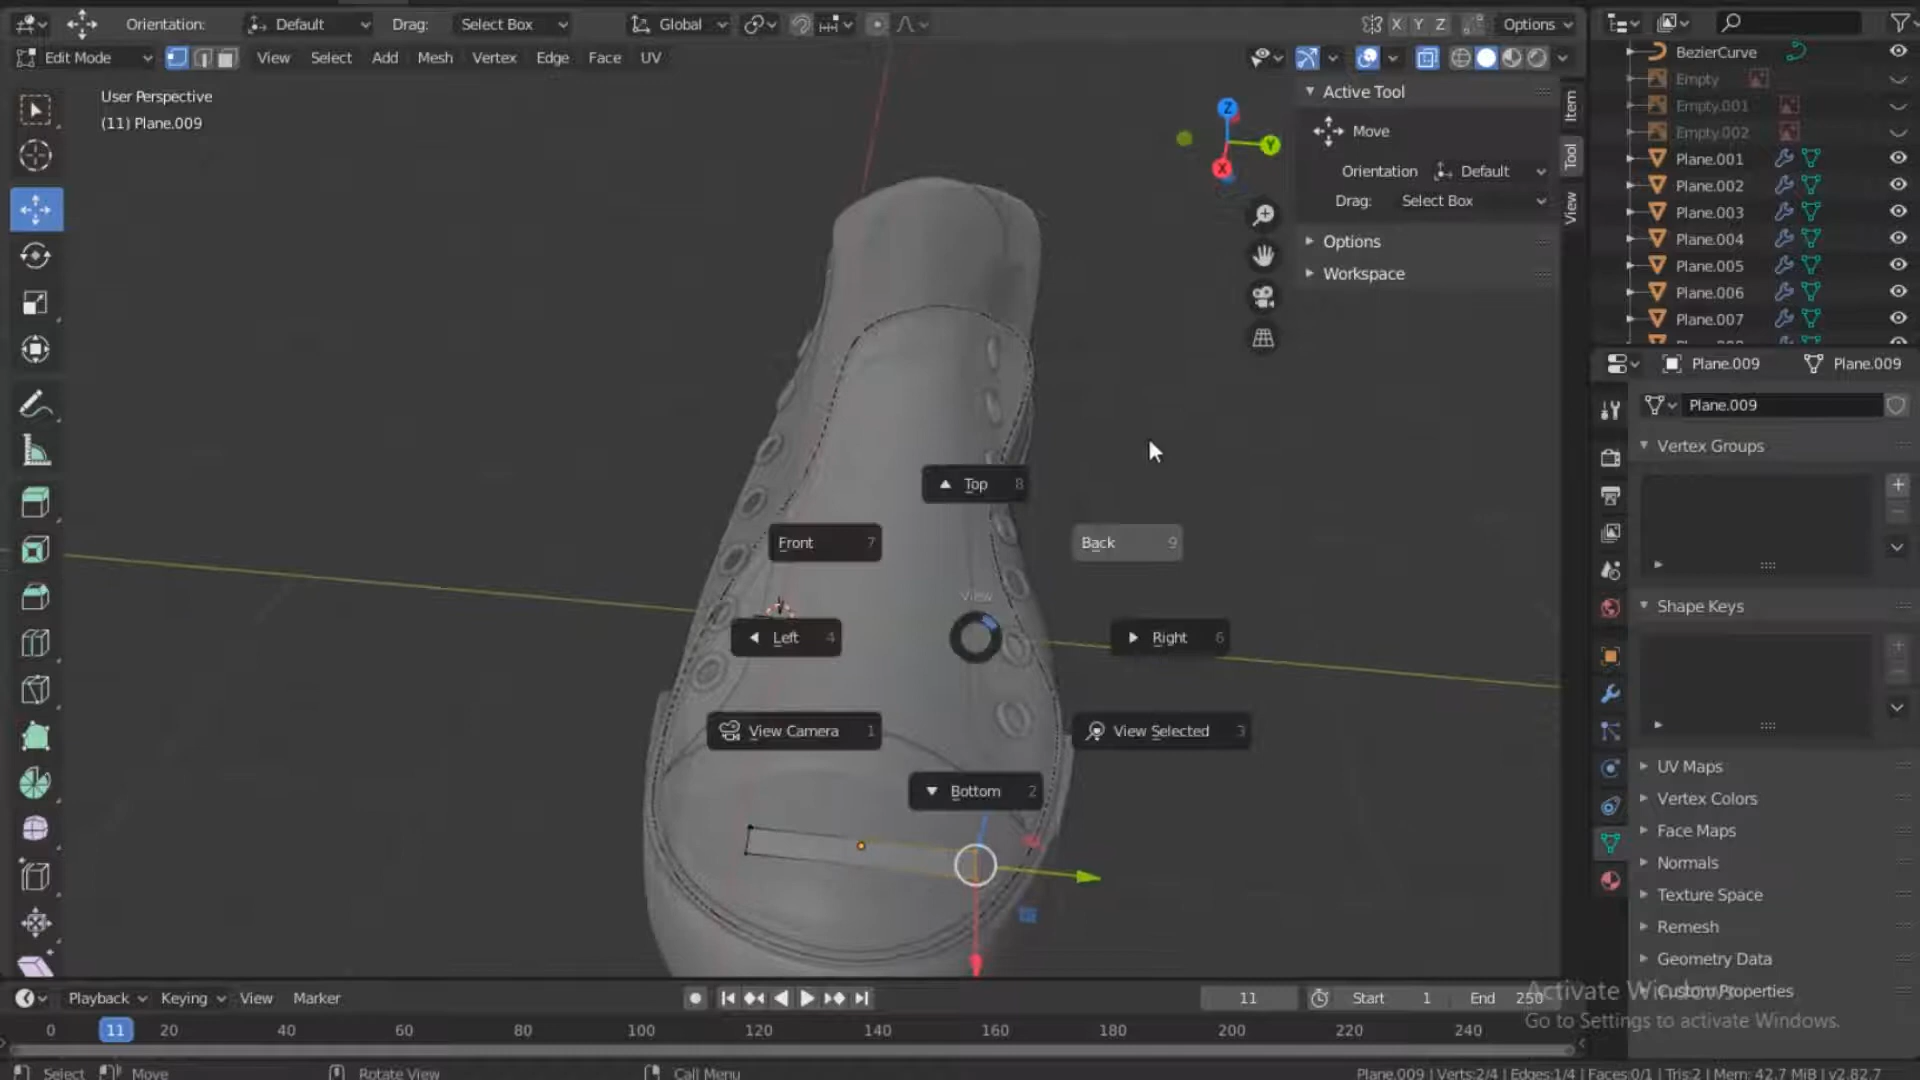 Orientation: Default Drag: Select Box Global X Y Z Options
Edit Mode View Select Add Mesh Vertex Edge Face UV
User Perspective
(11) Plane.009
Z
Y
X
Active Tool
Move
Orientation Default
Drag: Select Box
Options
Workspace
Item
Tool
View
BezierCurve
Empty
Empty.001
Empty.002
Plane.001
Plane.002
Plane.003
Plane.004
Plane.005
Plane.006
Plane.007
Plane.009 Plane.009
Plane.009
Vertex Groups
Shape Keys
UV Maps
Vertex Colors
Face Maps
Normals
Texture Space
Remesh
Geometry Data
Custom Properties
Top 8
Front 7
Back 9
View
Left 4
Right 6
View Camera 1
View Selected 3
Bottom 2
Activate Windows
Go to Settings to activate Windows.
Playback Keying View Marker 11 Start 1 End 250
0 11 20 40 60 80 100 120 140 160 180 200 220 240
Select Move Rotate View Call Menu Plane.009 | Verts:2/4 | Edges:1/4 | Faces:0/1 | Tris:2 | Mem: 42.7 MiB | v2.82.7